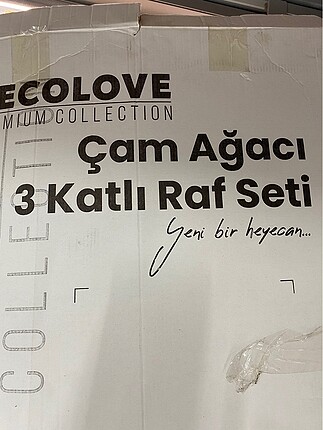 ECOLOVE
MIUM COLLECTION
Çam Ağacı
3 Katlı Raf Seti
Yeni bir heyecan...
COLLECTI